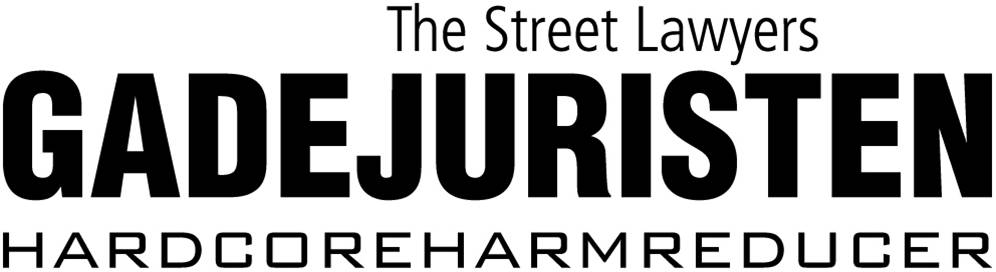 The Street Lawyers
GADEJURISTEN
HARDCOREHARMREDUCER